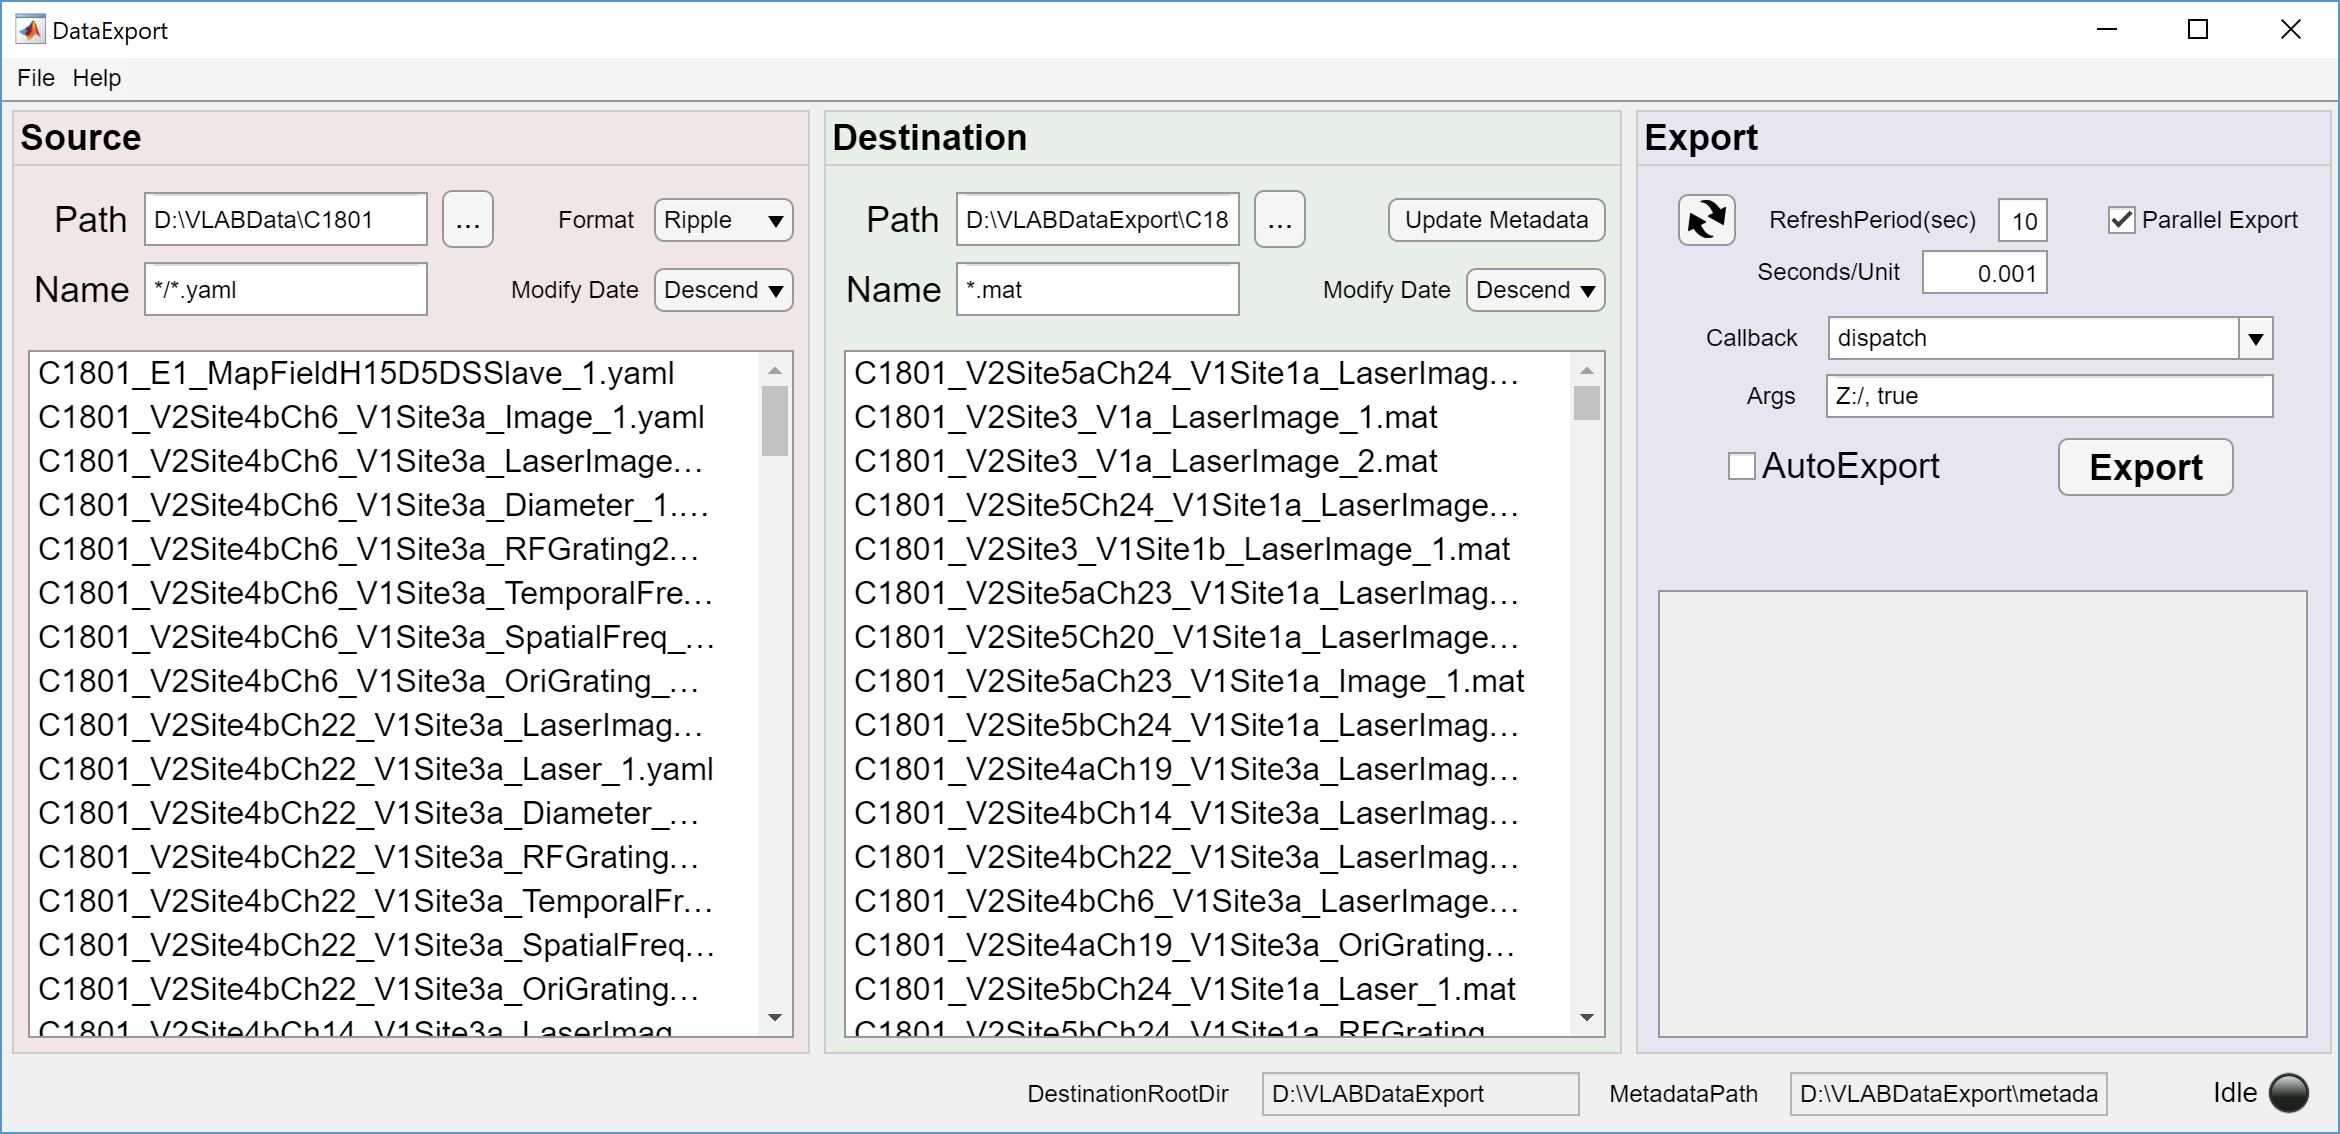 DataExport
File Help
Source
Path D:\VLABData\C1801 ... Format Ripple
Name */*.yaml Modify Date Descend
C1801_E1_MapFieldH15D5DSSlave_1.yaml
C1801_V2Site4bCh6_V1Site3a_Image_1.yaml
C1801_V2Site4bCh6_V1Site3a_LaserImage…
C1801_V2Site4bCh6_V1Site3a_Diameter_1.…
C1801_V2Site4bCh6_V1Site3a_RFGrating2…
C1801_V2Site4bCh6_V1Site3a_TemporalFre…
C1801_V2Site4bCh6_V1Site3a_SpatialFreq_…
C1801_V2Site4bCh6_V1Site3a_OriGrating_…
C1801_V2Site4bCh22_V1Site3a_LaserImag…
C1801_V2Site4bCh22_V1Site3a_Laser_1.yaml
C1801_V2Site4bCh22_V1Site3a_Diameter_…
C1801_V2Site4bCh22_V1Site3a_RFGrating…
C1801_V2Site4bCh22_V1Site3a_TemporalFr…
C1801_V2Site4bCh22_V1Site3a_SpatialFreq…
C1801_V2Site4bCh22_V1Site3a_OriGrating…
C1801_V2Site4bCh14_V1Site3a_LaserImag
Destination
Path D:\VLABDataExport\C18 ... Update Metadata
Name *.mat Modify Date Descend
C1801_V2Site5aCh24_V1Site1a_LaserImag…
C1801_V2Site3_V1a_LaserImage_1.mat
C1801_V2Site3_V1a_LaserImage_2.mat
C1801_V2Site5Ch24_V1Site1a_LaserImage…
C1801_V2Site3_V1Site1b_LaserImage_1.mat
C1801_V2Site5aCh23_V1Site1a_LaserImag…
C1801_V2Site5Ch20_V1Site1a_LaserImage…
C1801_V2Site5aCh23_V1Site1a_Image_1.mat
C1801_V2Site5bCh24_V1Site1a_LaserImag…
C1801_V2Site4aCh19_V1Site3a_LaserImag…
C1801_V2Site4bCh14_V1Site3a_LaserImag…
C1801_V2Site4bCh22_V1Site3a_LaserImag…
C1801_V2Site4bCh6_V1Site3a_LaserImage…
C1801_V2Site4aCh19_V1Site3a_OriGrating…
C1801_V2Site5bCh24_V1Site1a_Laser_1.mat
C1801_V2Site5bCh24_V1Site1a_RFGrating
Export
RefreshPeriod(sec) 10 Parallel Export
Seconds/Unit 0.001
Callback dispatch
Args Z:/, true
AutoExport Export
DestinationRootDir D:\VLABDataExport MetadataPath D:\VLABDataExport\metada Idle